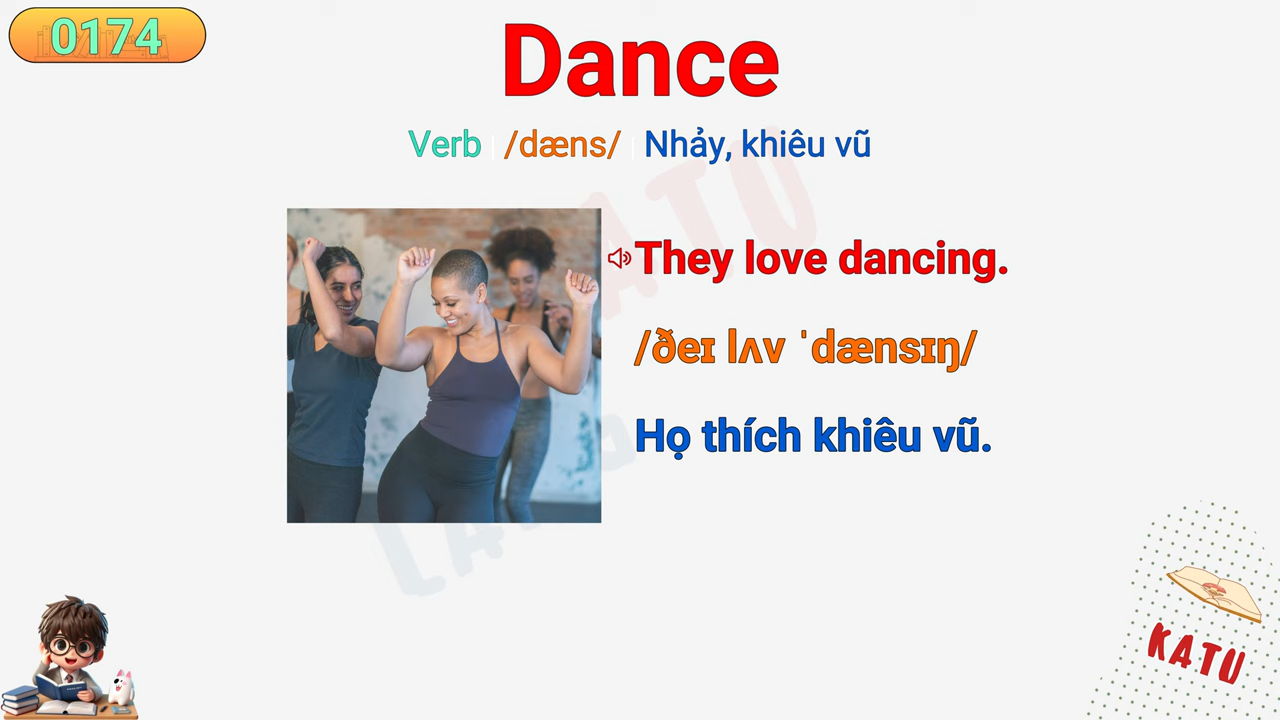 0174
Dance
Verb | /dæns/ | Nhảy, khiêu vũ
They love dancing.
/ðeɪ lʌv ˈdænsɪŋ/
Họ thích khiêu vũ.
KATU